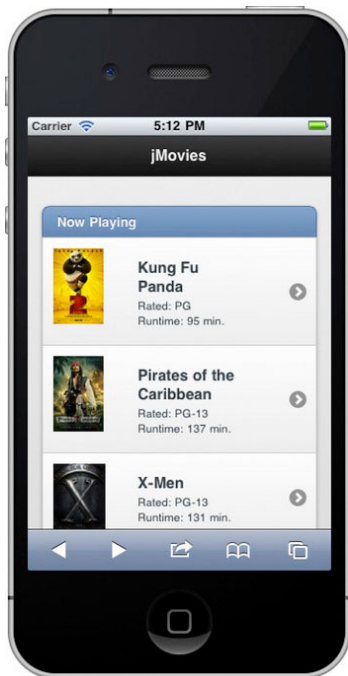 Carrier 5:12 PM
jMovies
Now Playing
2
Kung Fu
Panda
Rated: PG
Runtime: 95 min.
Pirates of the
Caribbean
Rated: PG-13
Runtime: 137 min.
X-Men
Rated: PG-13
Runtime: 131 min.